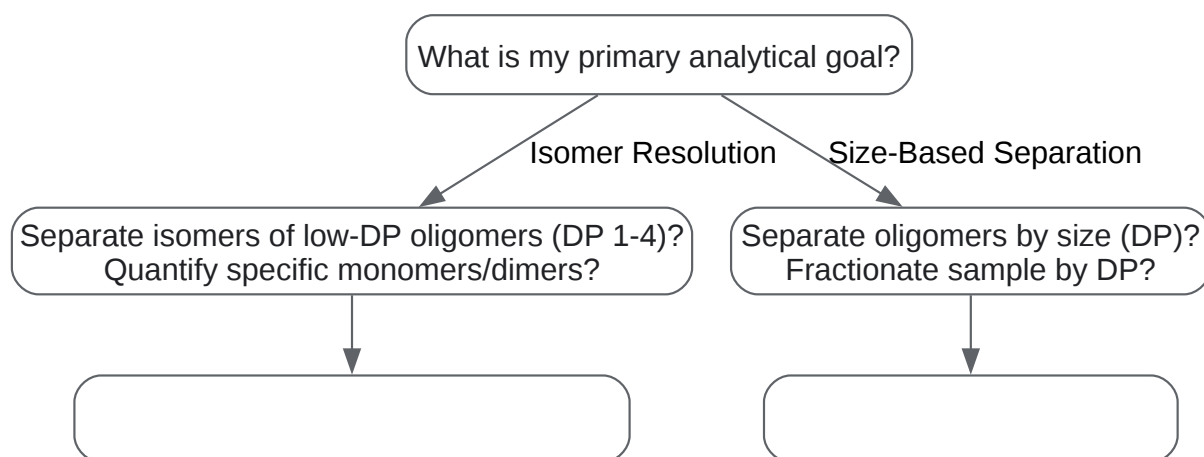 What is my primary analytical goal?
Isomer Resolution
Size-Based Separation
Separate isomers of low-DP oligomers (DP 1-4)?
Quantify specific monomers/dimers?
Separate oligomers by size (DP)?
Fractionate sample by DP?